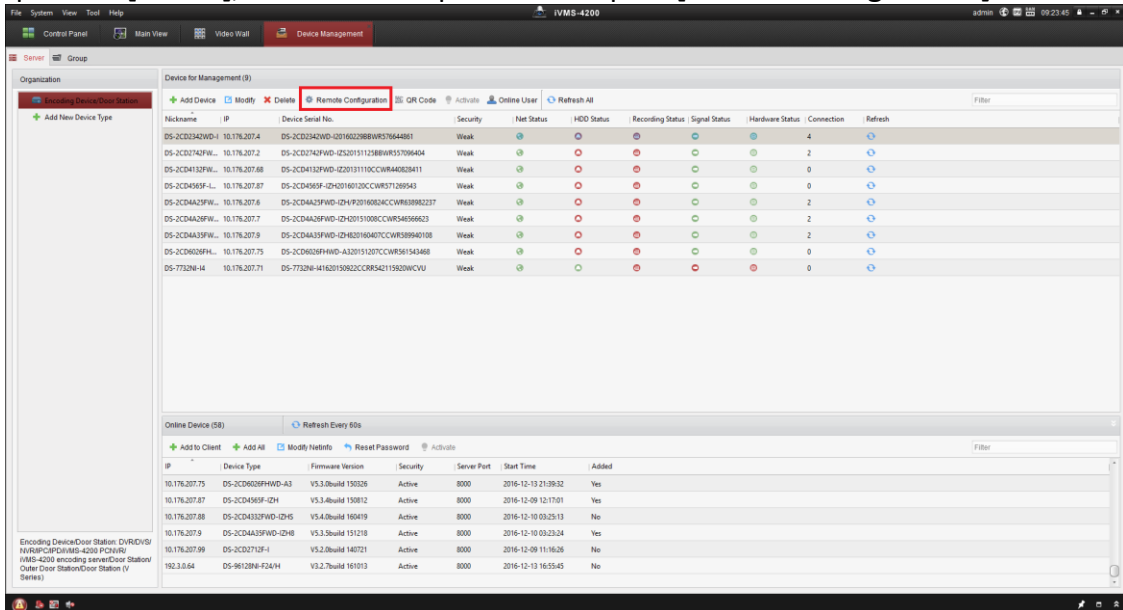 File System View Tool Help iVMS-4200 admin 09:23:45
Control Panel Main View Video Wall Device Management
Server Group
Organization Device for Management (9)
Encoding Device/Door Station Add Device Modify Delete Remote Configuration QR Code Activate Online User Refresh All Filter
Add New Device Type Nickname IP Device Serial No. Security Net Status HDD Status Recording Status Signal Status Hardware Status Connection Refresh
DS-2CD2342WD-I 10.176.207.4 DS-2CD2342WD-I20160229BBWR576644861 Weak 4
DS-2CD2742FW... 10.176.207.2 DS-2CD2742FWD-IZS20151125BBWR557096404 Weak 2
DS-2CD4132FW... 10.176.207.68 DS-2CD4132FWD-IZ20131110CCWR440828411 Weak 0
DS-2CD4565F-I... 10.176.207.87 DS-2CD4565F-IZH20160120CCWR571269543 Weak 0
DS-2CD4A25FW... 10.176.207.6 DS-2CD4A25FWD-IZH/P20160824CCWR638982237 Weak 2
DS-2CD4A26FW... 10.176.207.7 DS-2CD4A26FWD-IZH20151008CCWR546566623 Weak 2
DS-2CD4A35FW... 10.176.207.9 DS-2CD4A35FWD-IZH820160407CCWR589940108 Weak 2
DS-2CD6026FH... 10.176.207.75 DS-2CD6026FHWD-A320151207CCWR561543468 Weak 0
DS-7732NI-I4 10.176.207.71 DS-7732NI-I41620150922CCRR542115920WCVU Weak 0
Online Device (58) Refresh Every 60s
Add to Client Add All Modify Netinfo Reset Password Activate Filter
IP Device Type Firmware Version Security Server Port Start Time Added
10.176.207.75 DS-2CD6026FHWD-A3 V5.3.0build 150326 Active 8000 2016-12-13 21:39:32 Yes
10.176.207.87 DS-2CD4565F-IZH V5.3.4build 150812 Active 8000 2016-12-09 12:17:01 Yes
10.176.207.88 DS-2CD4332FWD-IZHS V5.4.0build 160419 Active 8000 2016-12-10 03:25:13 No
10.176.207.9 DS-2CD4A35FWD-IZH8 V5.3.5build 151218 Active 8000 2016-12-10 03:23:24 Yes
10.176.207.99 DS-2CD2712F-I V5.2.0build 140721 Active 8000 2016-12-09 11:16:26 No
192.3.0.64 DS-96128NI-F24/H V3.2.7build 161013 Active 8000 2016-12-13 16:55:45 No
Encoding Device/Door Station: DVR/DVS/
NVR/IPC/IPD/iVMS-4200 PCNVR/
iVMS-4200 encoding server/Door Station/
Outer Door Station/Door Station (V
Series)